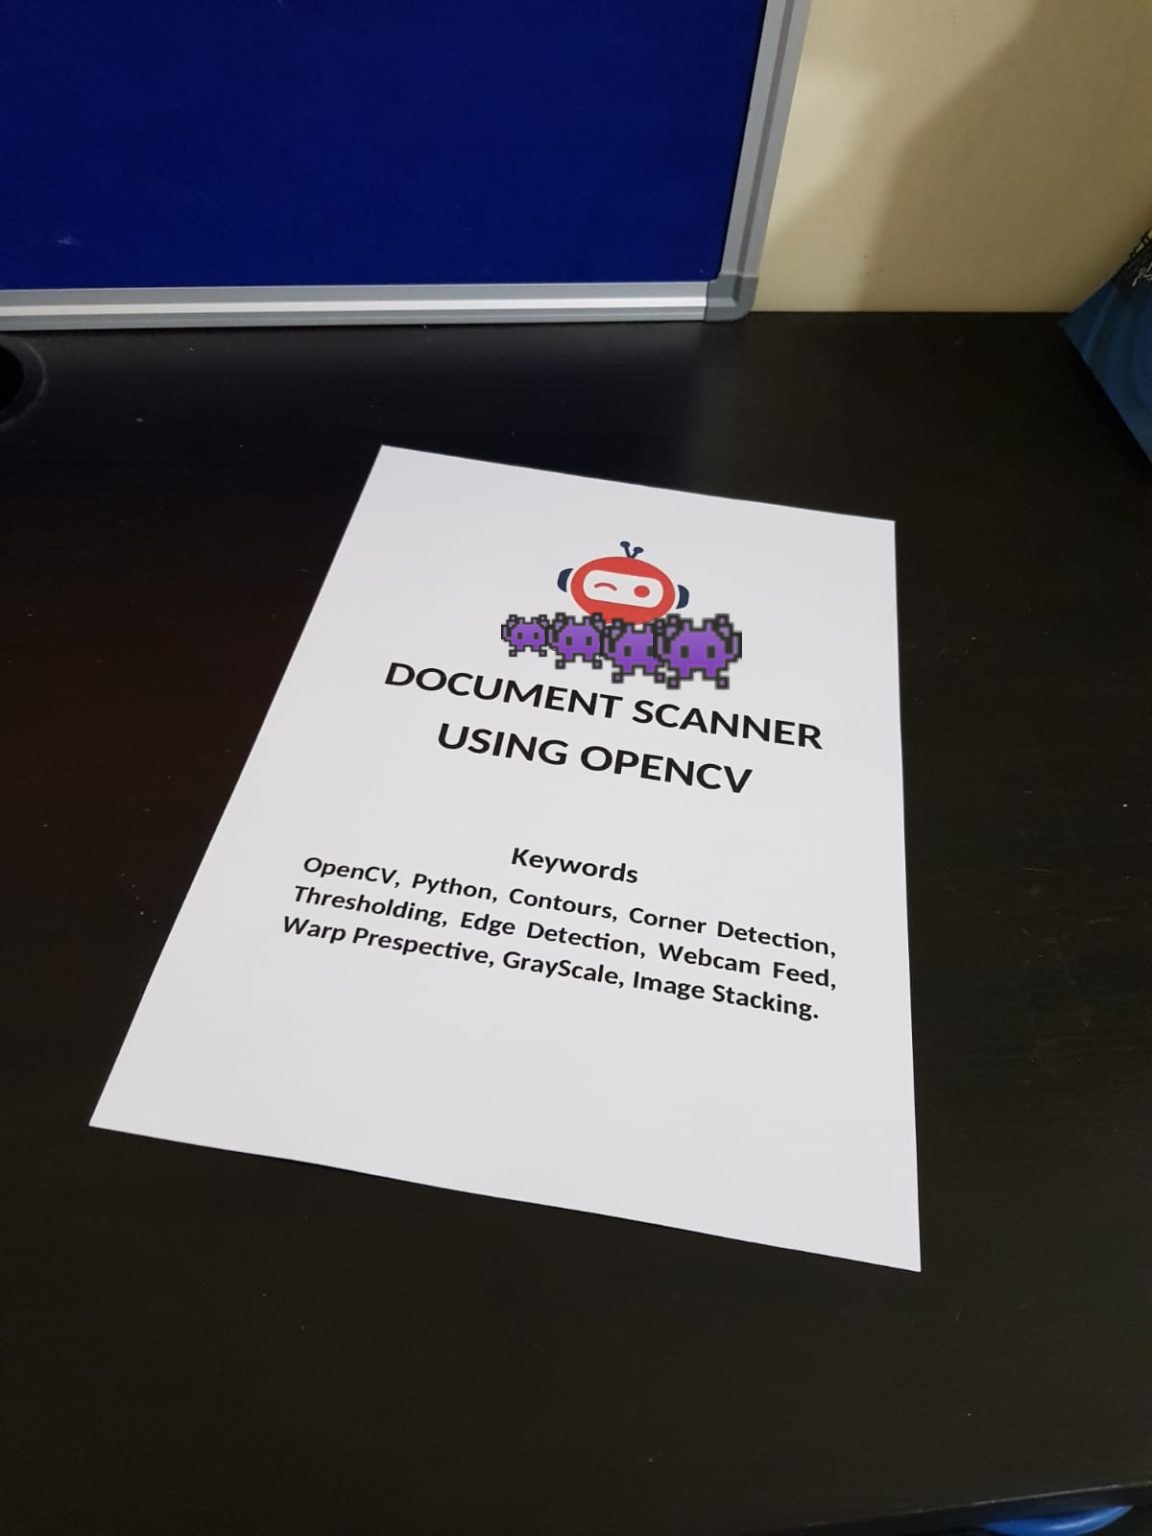 DOCUMENT SCANNER
USING OPENCV
Keywords
OpenCV, Python, Contours, Corner Detection,
Thresholding, Edge Detection, Webcam Feed,
Warp Prespective, GrayScale, Image Stacking.